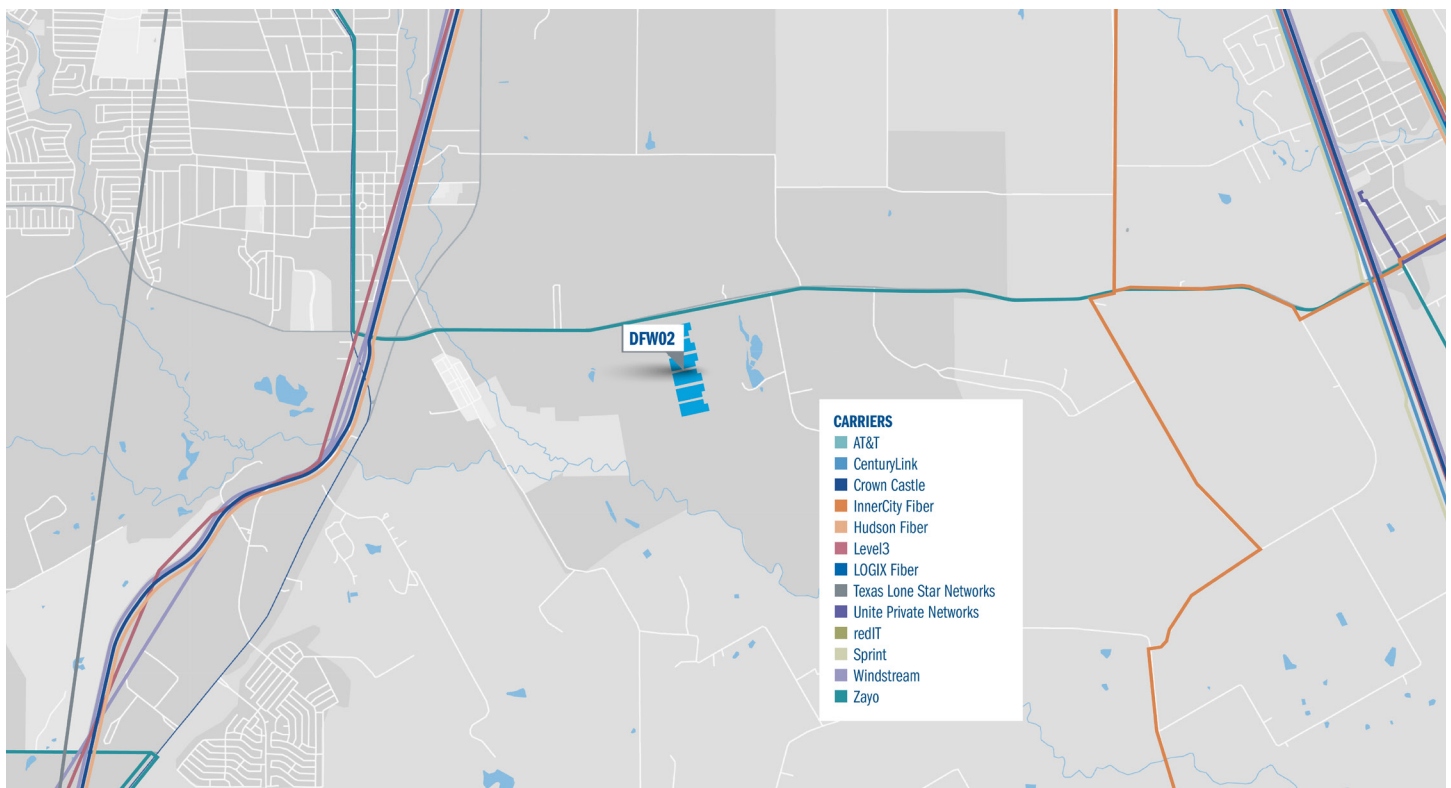 DFW02
CARRIERS
AT&T
CenturyLink
Crown Castle
InnerCity Fiber
Hudson Fiber
Level3
LOGIX Fiber
Texas Lone Star Networks
Unite Private Networks
redIT
Sprint
Windstream
Zayo